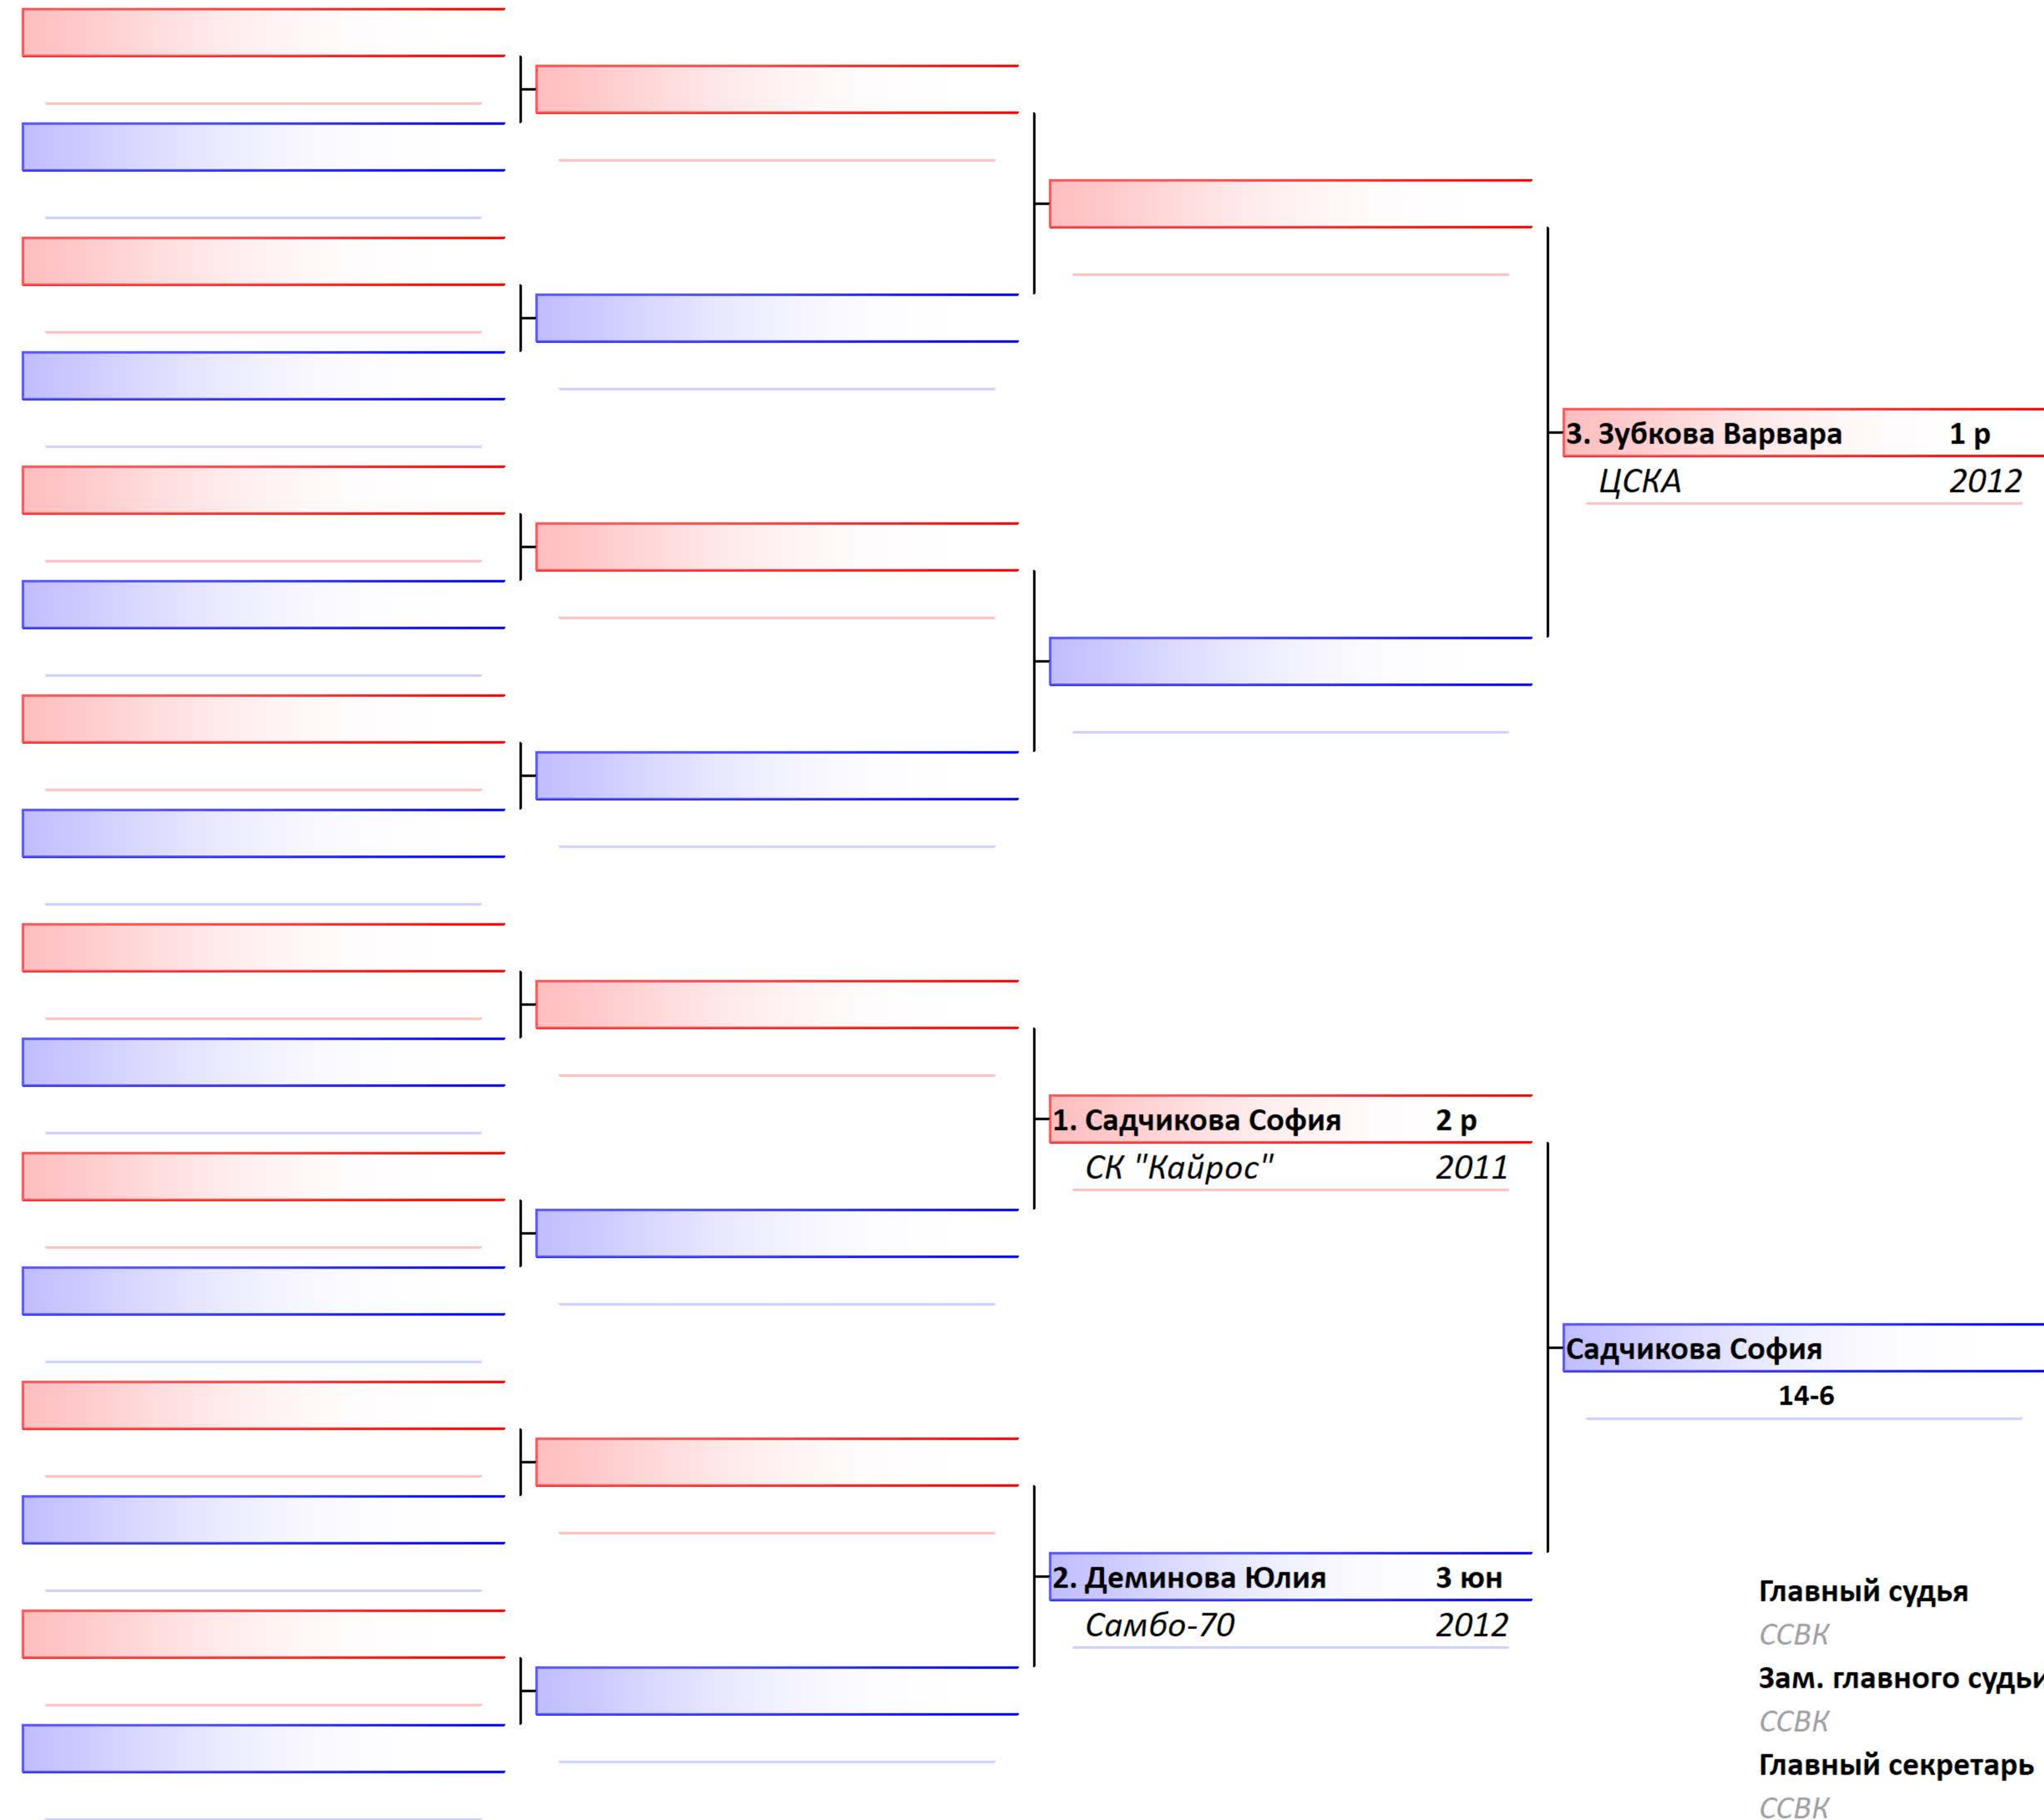 3. Зубкова Варвара 1 р
ЦСКА 2012
1. Садчикова София 2 р
СК "Кайрос" 2011
Садчикова София
14-6
2. Деминова Юлия 3 юн
Самбо-70 2012
Главный судья
ССВК
Зам. главного судьи
ССВК
Главный секретарь
ССВК